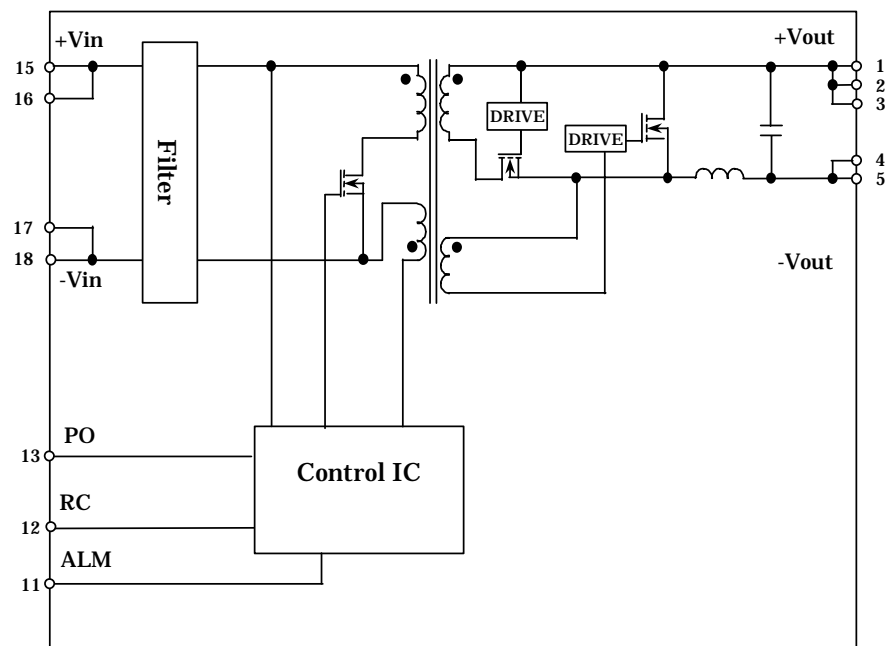 +Vin
+Vout
15
16
17
18
-Vin
Filter
DRIVE
DRIVE
1
2
3
4
5
-Vout
PO
13
RC
12
ALM
11
Control IC